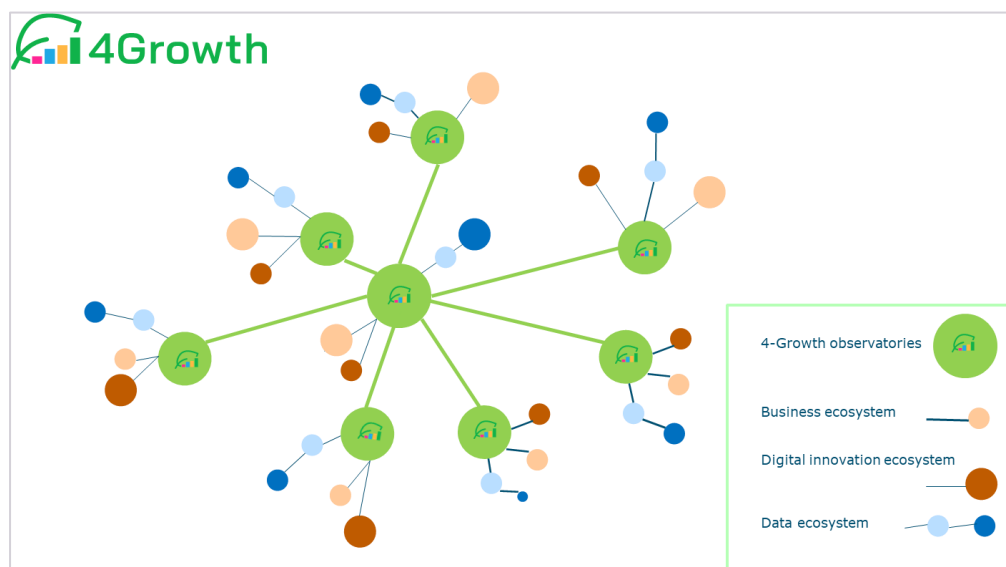 4Growth
4-Growth observatories
Business ecosystem
Digital innovation ecosystem
Data ecosystem